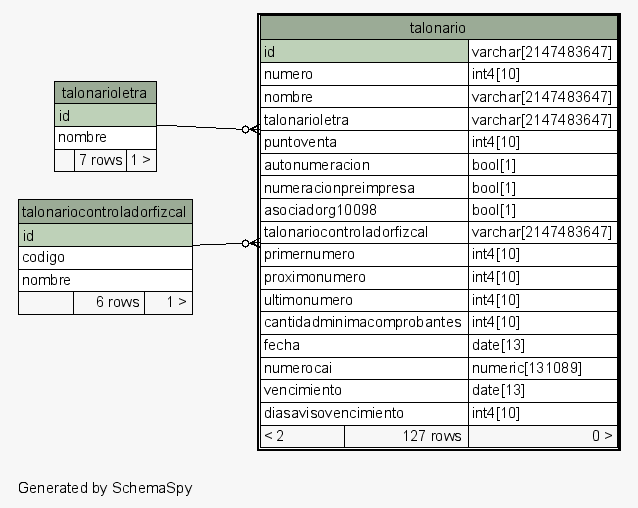 talonario
id varchar[2147483647]
numero int4[10]
nombre varchar[2147483647]
talonarioletra varchar[2147483647]
puntoventa int4[10]
autonumeracion bool[1]
numeracionpreimpresa bool[1]
asociadorg10098 bool[1]
talonariocontroladorfizcal varchar[2147483647]
primernumero int4[10]
proximonumero int4[10]
ultimonumero int4[10]
cantidadminimacomprobantes int4[10]
fecha date[13]
numerocai numeric[131089]
vencimiento date[13]
diasavisovencimiento int4[10]
< 2 127 rows 0 >
talonarioletra
id
nombre
7 rows 1 >
talonariocontroladorfizcal
id
codigo
nombre
6 rows 1 >
Generated by SchemaSpy